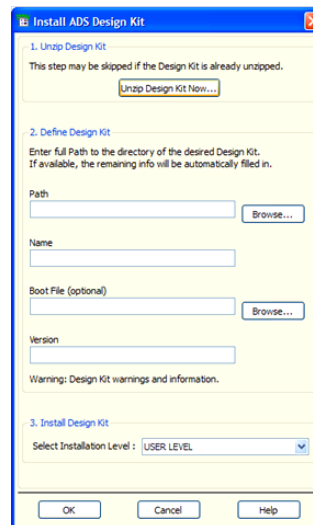 Install ADS Design Kit
1. Unzip Design Kit
This step may be skipped if the Design Kit is already unzipped.
Unzip Design Kit Now...
2. Define Design Kit
Enter full Path to the directory of the desired Design Kit.
If available, the remaining info will be automatically filled in.
Path
Browse...
Name
Boot File (optional)
Browse...
Version
Warning: Design Kit warnings and information.
3. Install Design Kit
Select Installation Level : USER LEVEL
OK Cancel Help